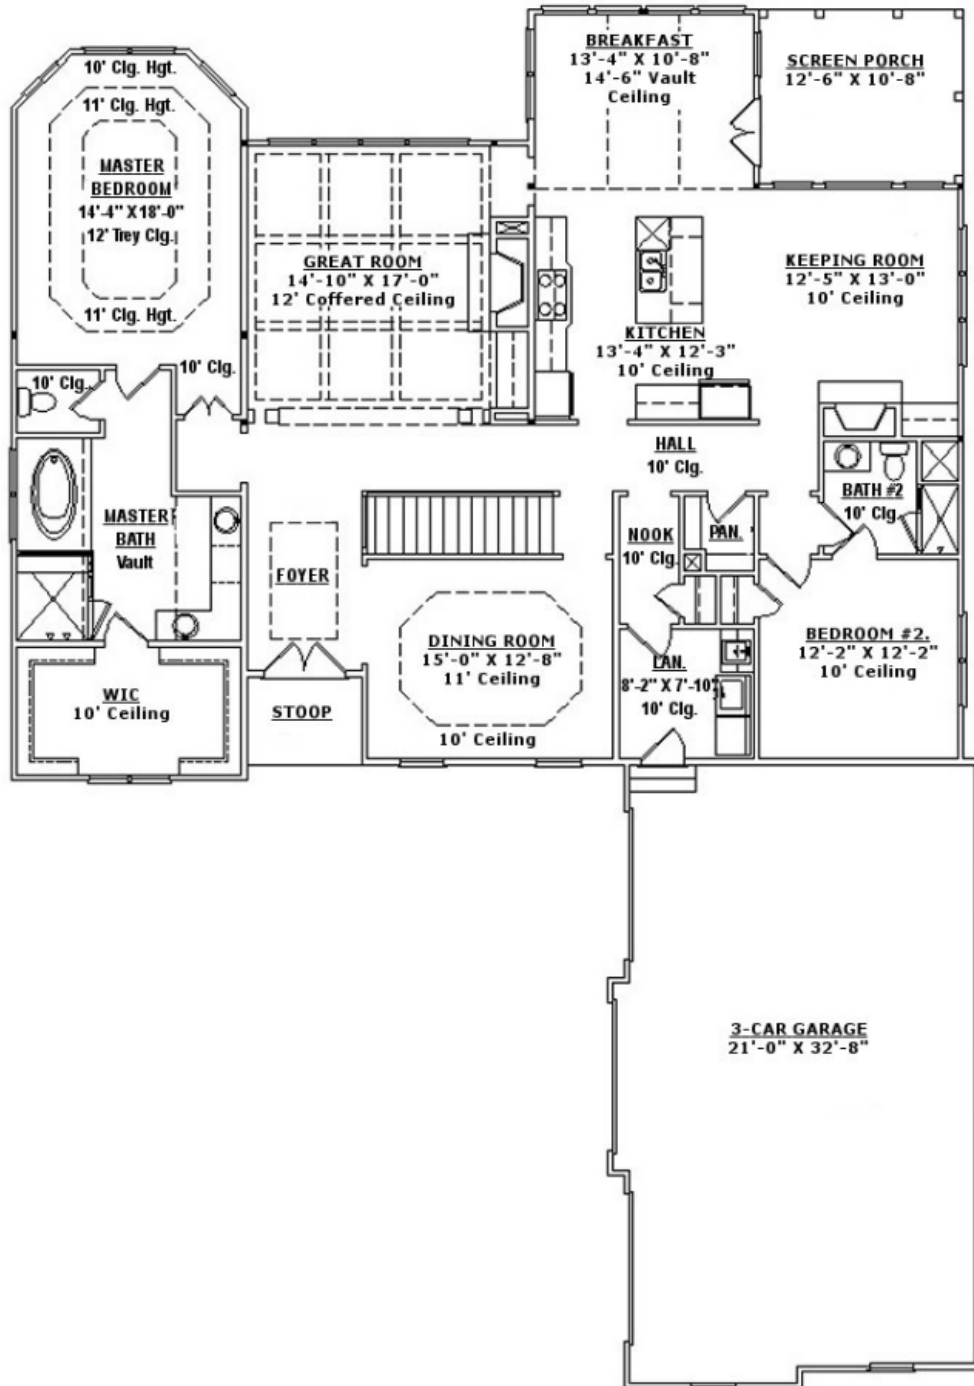 10' Clg. Hgt.
11' Clg. Hgt.
MASTER
BEDROOM
14'-4" X 18'-0"
12' Trey Clg.
11' Clg. Hgt.
BREAKFAST
13'-4" X 10'-8"
14'-6" Vault
Ceiling
SCREEN PORCH
12'-6" X 10'-8"
GREAT ROOM
14'-10" X 17'-0"
12' Coffered Ceiling
KEEPING ROOM
12'-5" X 13'-0"
10' Ceiling
KITCHEN
13'-4" X 12'-3"
10' Ceiling
10' Clg.
10' Clg.
HALL
10' Clg.
BATH #2
10' Clg.
MASTER
BATH
Vault
NOOK
10' Clg.
PAN.
FOYER
DINING ROOM
15'-0" X 12'-8"
11' Ceiling
10' Ceiling
BEDROOM #2.
12'-2" X 12'-2"
10' Ceiling
LAN.
8'-2" X 7'-10"
10' Clg.
WIC
10' Ceiling
STOOP
3-CAR GARAGE
21'-0" X 32'-8"